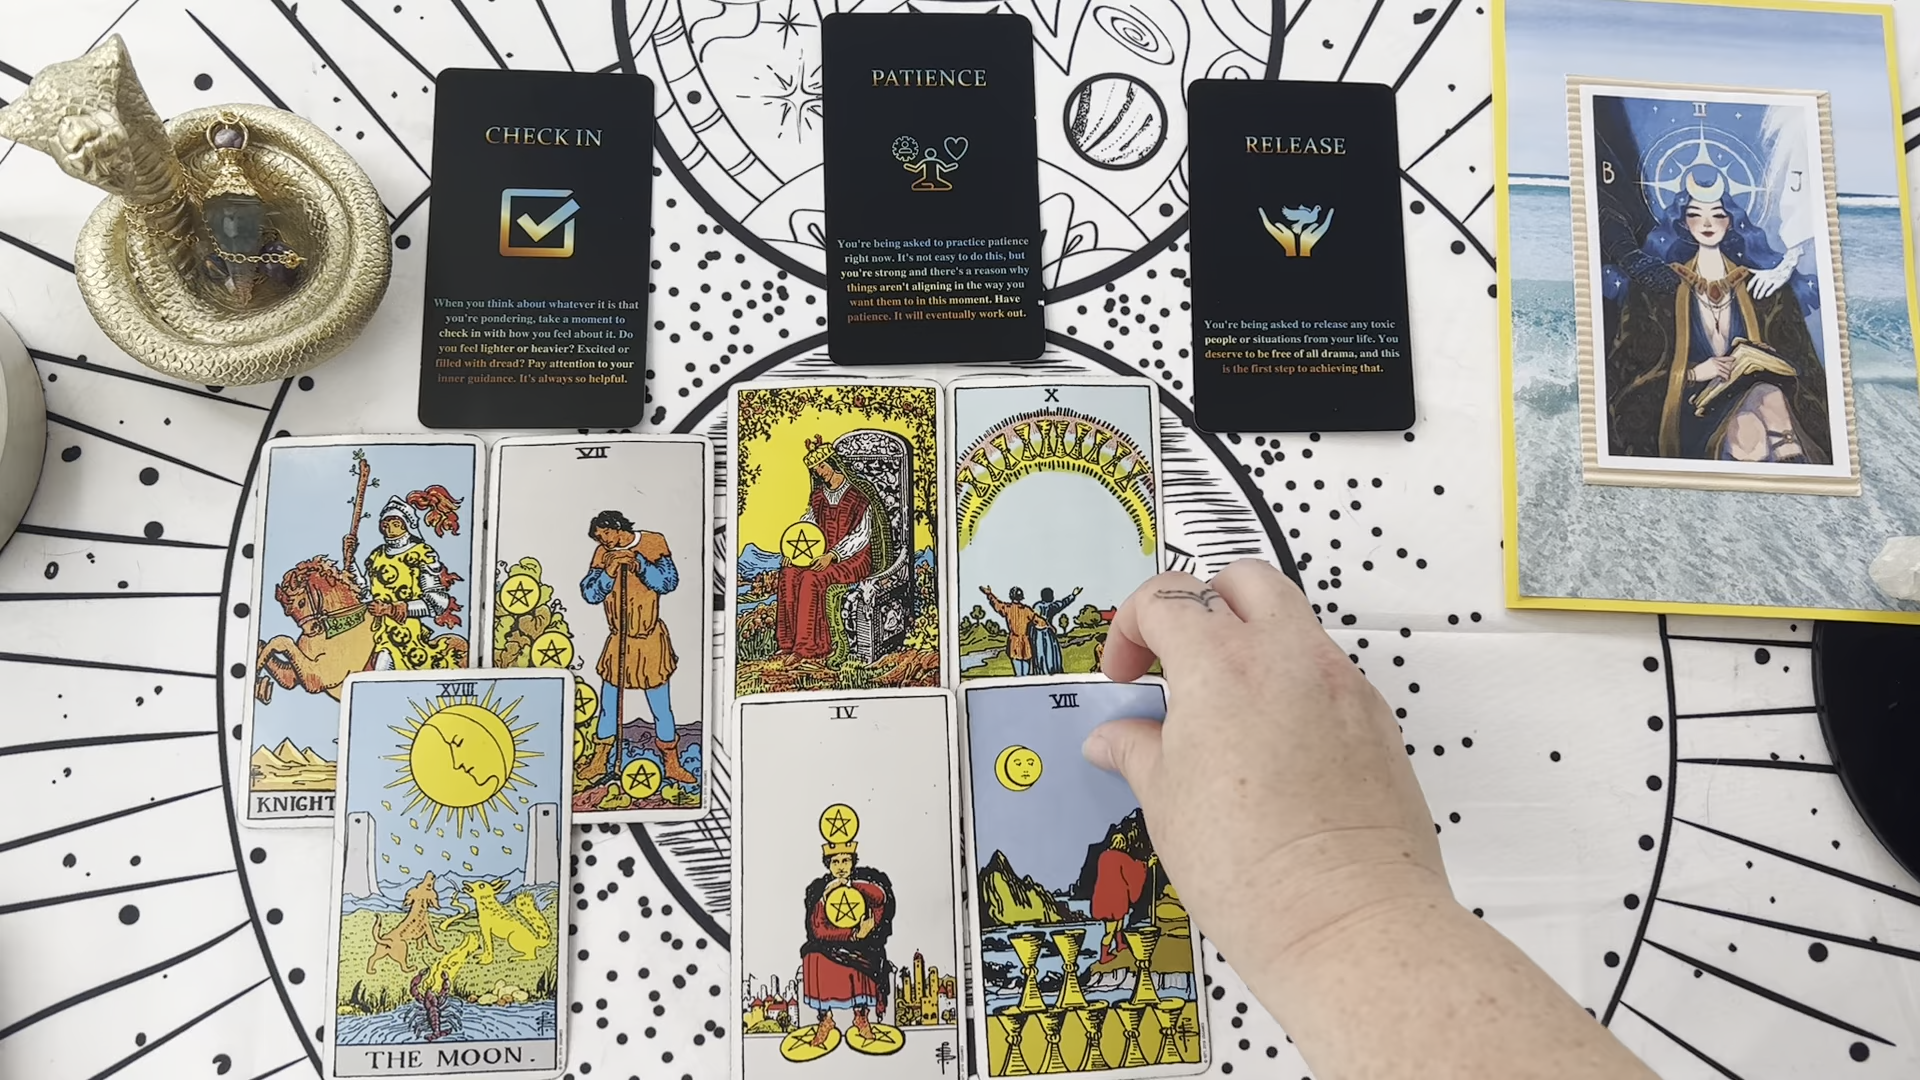 CHECK IN
When you think about whatever it is that
you're pondering, take a moment to
check in with how you feel about it. Do
you feel lighter or heavier? Excited or
filled with dread? Pay attention to your
inner guidance. It's always so helpful.
PATIENCE
You're being asked to practice patience
right now. It's not easy to do this, but
you're strong and there's a reason why
things aren't aligning in the way you
want them to in this moment. Have
patience. It will eventually work out.
RELEASE
You're being asked to release any toxic
people or situations from your life. You
deserve to be free of all drama, and this
is the first step to achieving that.
II
B
J
KNIGHT
VII
X
XVIII
THE MOON.
IV
VIII